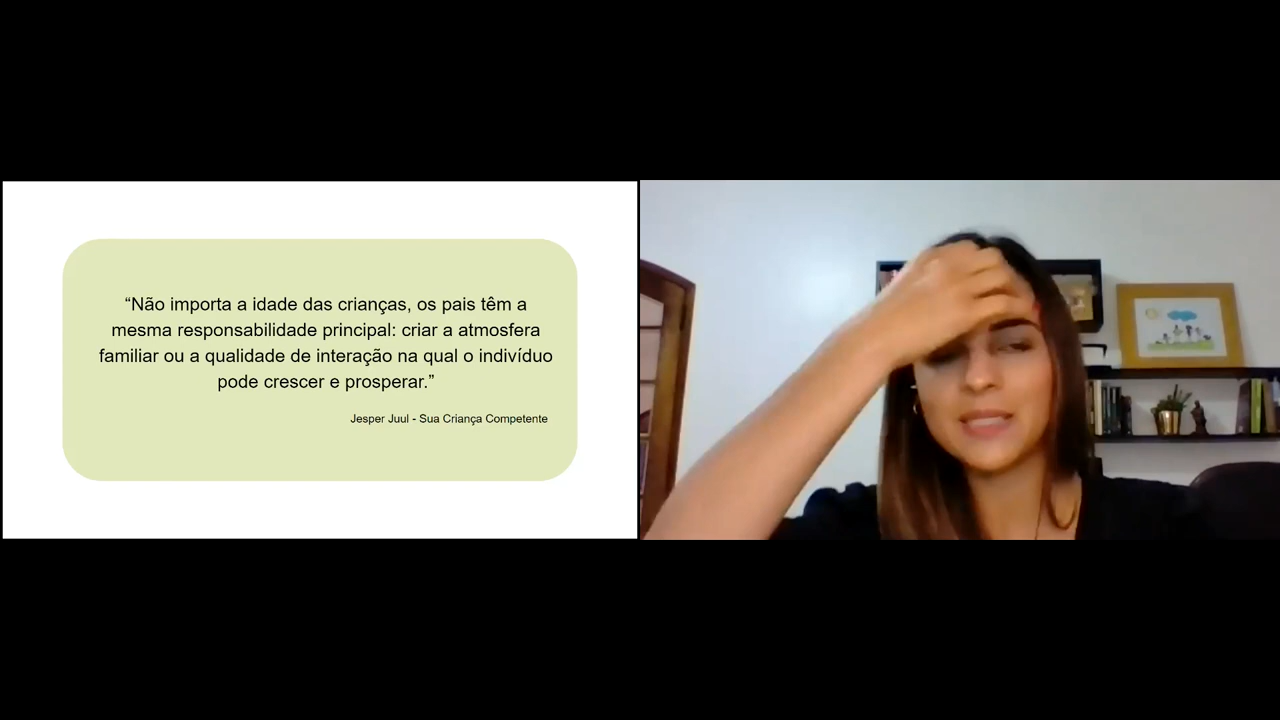 “Não importa a idade das crianças, os pais têm a
mesma responsabilidade principal: criar a atmosfera
familiar ou a qualidade de interação na qual o indivíduo
pode crescer e prosperar.”
Jesper Juul - Sua Criança Competente